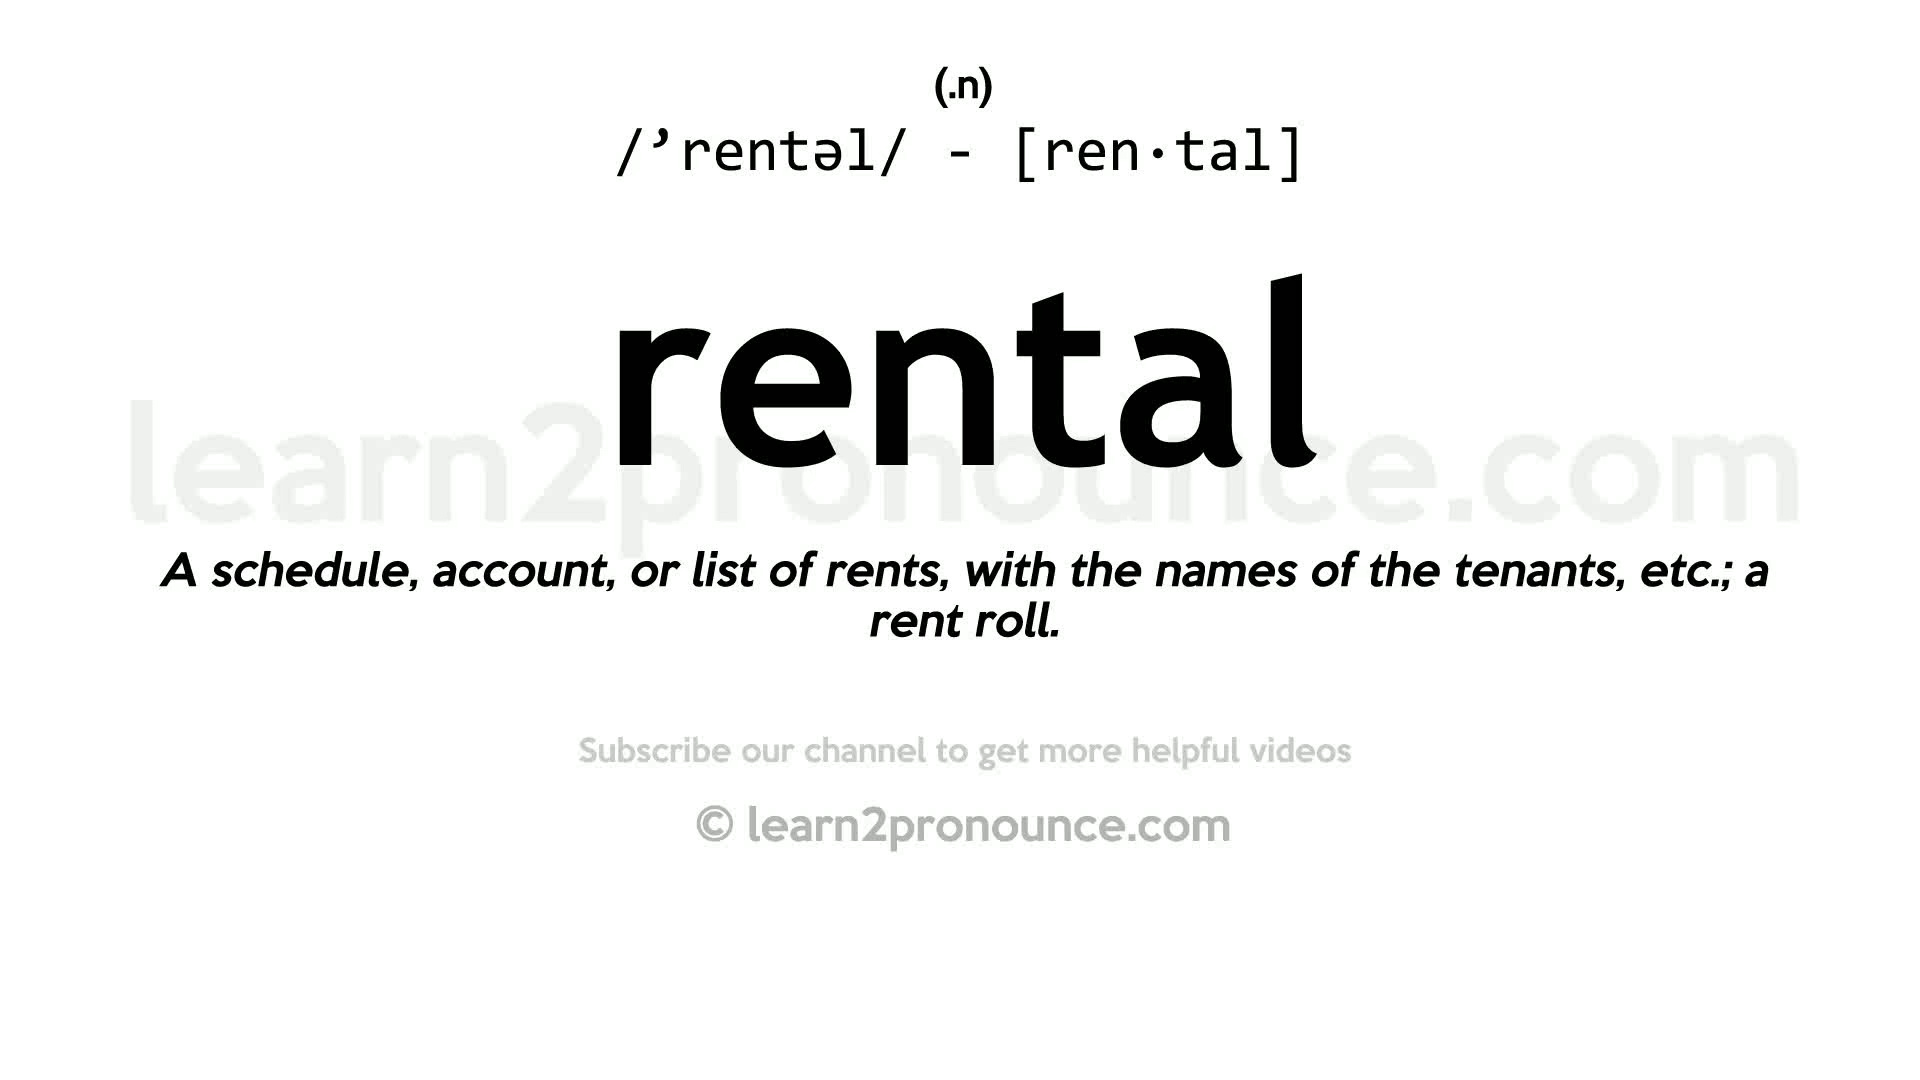 (.n)
/’rentəl/ - [ren·tal]
rental
learn2pronounce.com
A schedule, account, or list of rents, with the names of the tenants, etc.; a
rent roll.
Subscribe our channel to get more helpful videos
© learn2pronounce.com